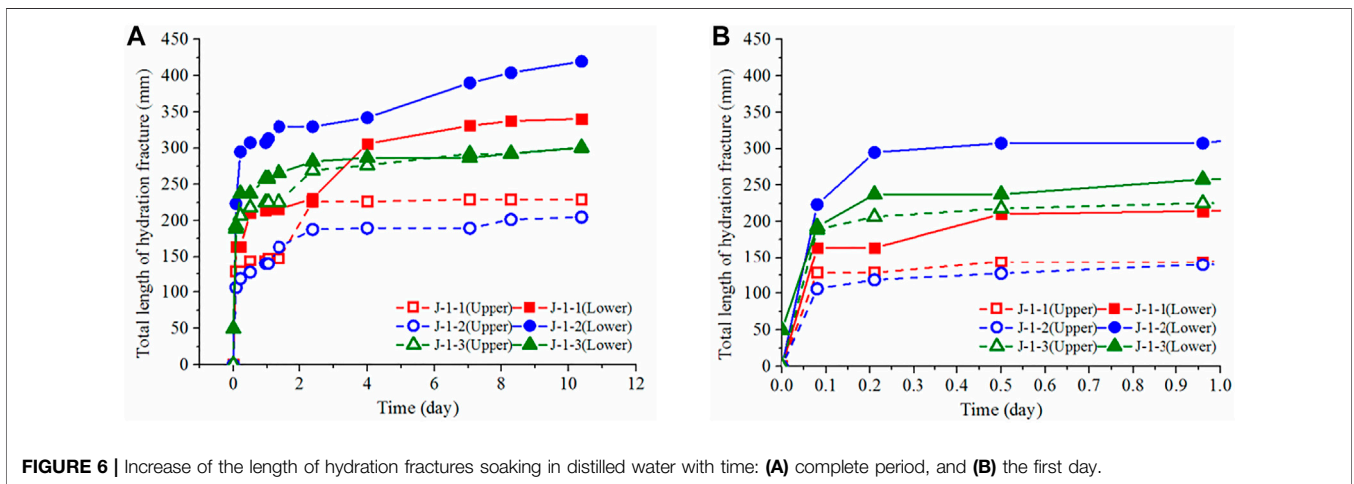 A
Total length of hydration fracture (mm)
450
400
350
300
250
200
150
100
50
0
J-1-1(Upper) J-1-1(Lower)
J-1-2(Upper) J-1-2(Lower)
J-1-3(Upper) J-1-3(Lower)
0 2 4 6 8 10 12
Time (day)
B
Total length of hydration fracture (mm)
450
400
350
300
250
200
150
100
50
0
J-1-1(Upper) J-1-1(Lower)
J-1-2(Upper) J-1-2(Lower)
J-1-3(Upper) J-1-3(Lower)
0.0 0.1 0.2 0.3 0.4 0.5 0.6 0.7 0.8 0.9 1.0
Time (day)
FIGURE 6 | Increase of the length of hydration fractures soaking in distilled water with time: (A) complete period, and (B) the first day.